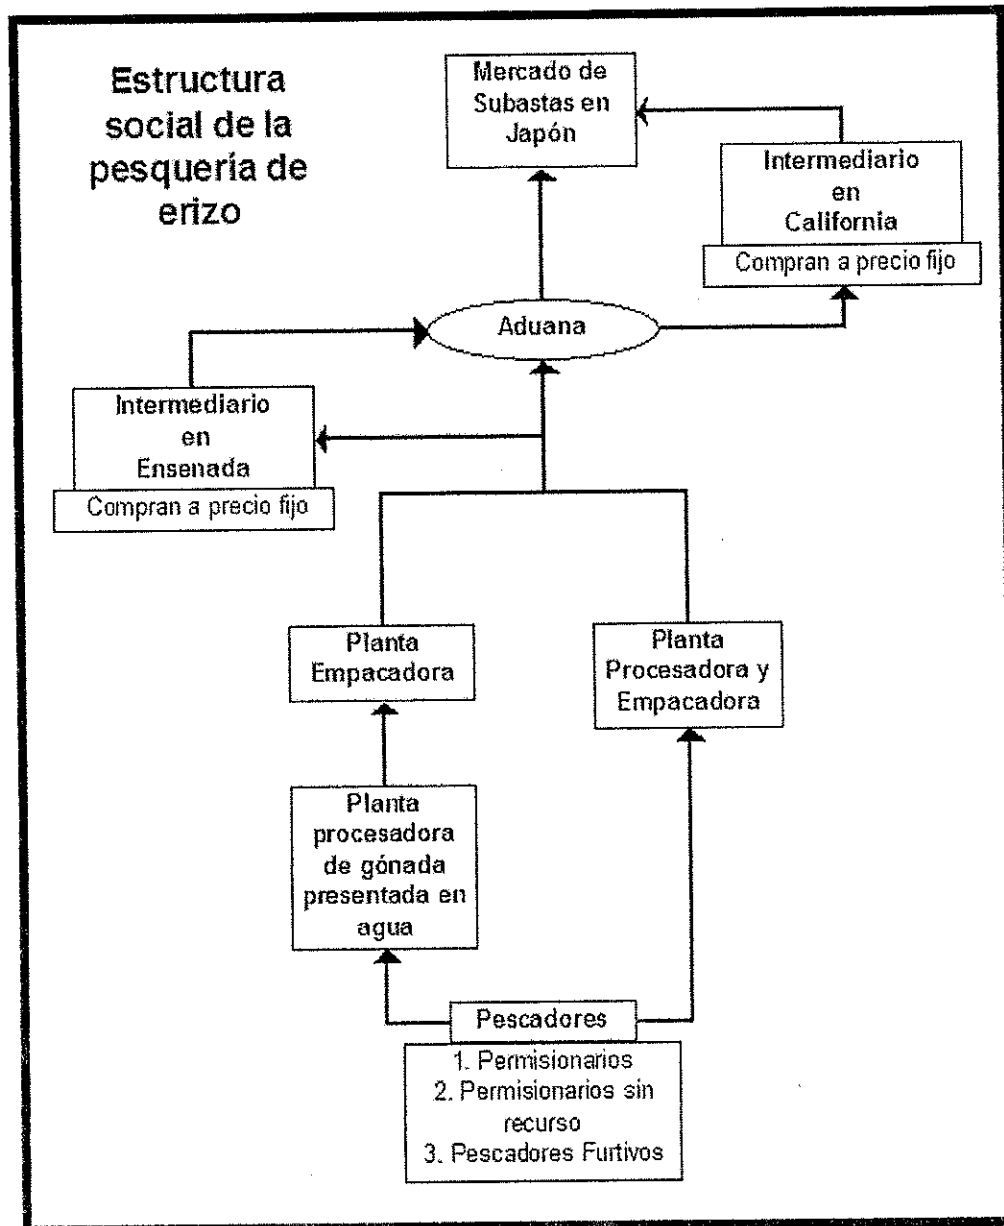 Estructura
social de la
pesquería de
erizo
Mercado de
Subastas en
Japón
Intermediario
en
California
Compran a precio fijo
Aduana
Intermediario
en
Ensenada
Compran a precio fijo
Planta
Empacadora
Planta
Procesadora y
Empacadora
Planta
procesadora
de gónada
presentada en
agua
Pescadores
1. Permisionarios
2. Permisionarios sin
recurso
3. Pescadores Furtivos